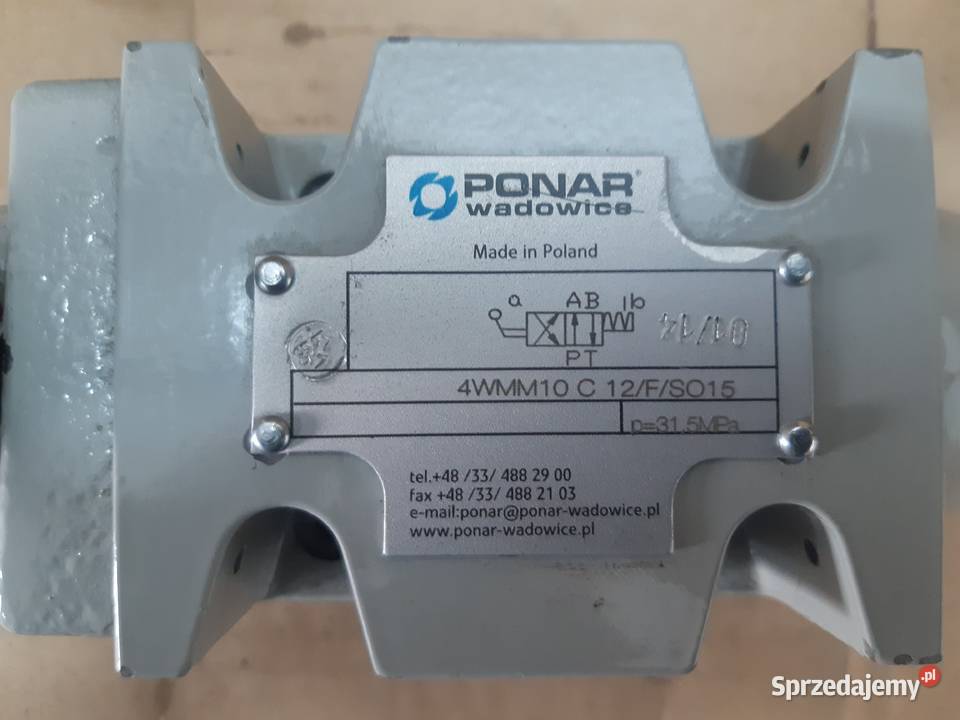 PONAR®
wadowice
Made in Poland
a AB b
01/14
PT
4WMM10 C 12/F/SO15
p=31,5MPa
tel.+48 /33/ 488 29 00
fax +48 /33/ 488 21 03
e-mail:ponar@ponar-wadowice.pl
www.ponar-wadowice.pl
Sprzedajemy.pl